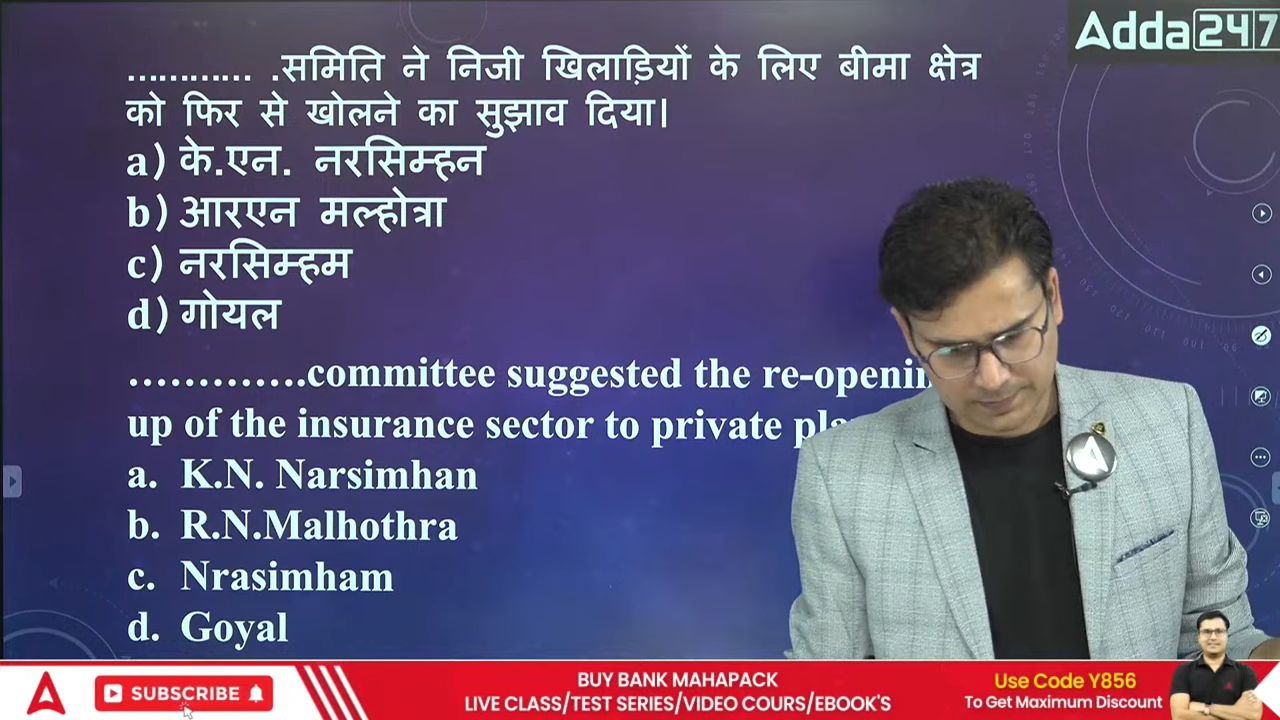 Adda 247
............ .समिति ने निजी खिलाड़ियों के लिए बीमा क्षेत्र
को फिर से खोलने का सुझाव दिया।
a) के.एन. नरसिम्हन
b) आरएन मल्होत्रा
c) नरसिम्हम
d) गोयल
.............committee suggested the re-openin
up of the insurance sector to private pla
a. K.N. Narsimhan
b. R.N.Malhothra
c. Nrasimham
d. Goyal
SUBSCRIBE
BUY BANK MAHAPACK
LIVE CLASS/TEST SERIES/VIDEO COURS/EBOOK'S
Use Code Y856
To Get Maximum Discount